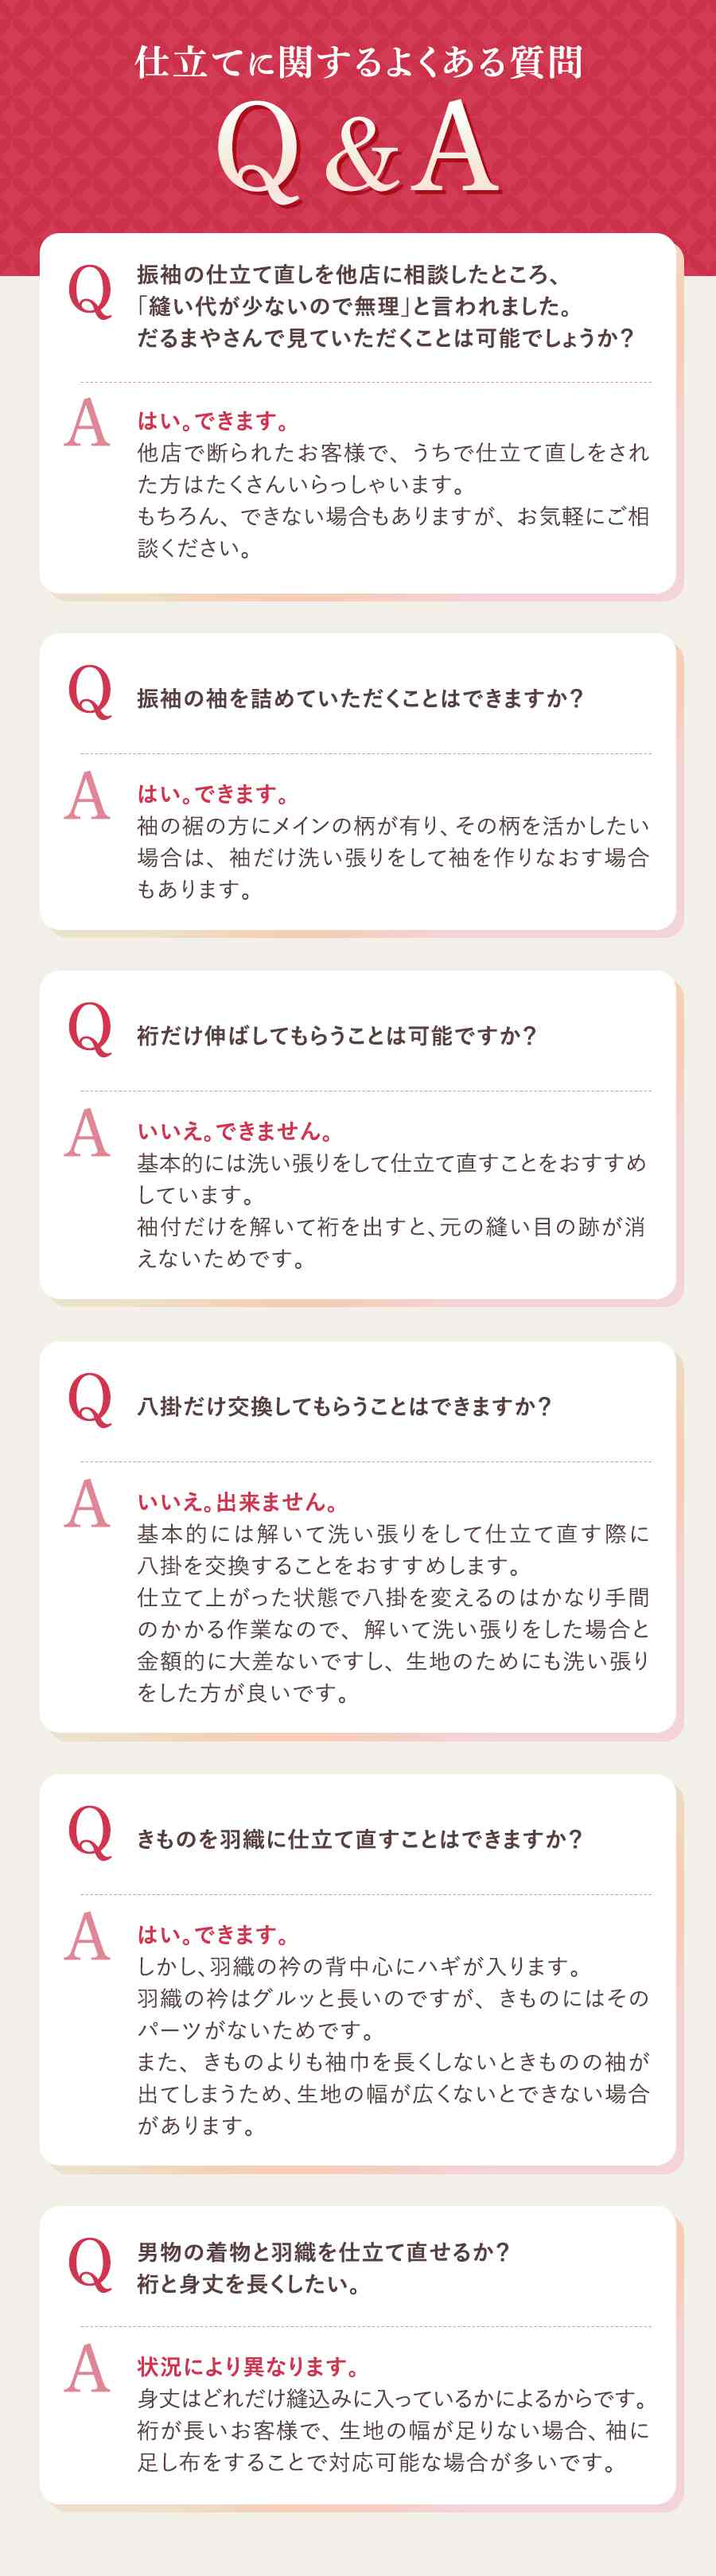 仕立てに関するよくある質問
Q&A
Q
振袖の仕立て直しを他店に相談したところ、
「縫い代が少ないので無理」と言われました。
だるまやさんで見ていただくことは可能でしょうか？
A
はい。できます。
他店で断られたお客様で、うちで仕立て直しをされ
た方はたくさんいらっしゃいます。
もちろん、できない場合もありますが、お気軽にご相
談ください。
Q
振袖の袖を詰めていただくことはできますか？
A
はい。できます。
袖の裾の方にメインの柄が有り、その柄を活かしたい
場合は、袖だけ洗い張りをして袖を作りなおす場合
もあります。
Q
裄だけ伸ばしてもらうことは可能ですか？
A
いいえ。できません。
基本的には洗い張りをして仕立て直すことをおすすめ
しています。
袖付だけを解いて裄を出すと、元の縫い目の跡が消
えないためです。
Q
八掛だけ交換してもらうことはできますか？
A
いいえ。出来ません。
基本的には解いて洗い張りをして仕立て直す際に
八掛を交換することをおすすめします。
仕立て上がった状態で八掛を変えるのはかなり手間
のかかる作業なので、解いて洗い張りをした場合と
金額的に大差ないですし、生地のためにも洗い張り
をした方が良いです。
Q
きものを羽織に仕立て直すことはできますか？
A
はい。できます。
しかし、羽織の衿の背中心にハギが入ります。
羽織の衿はグルッと長いのですが、きものにはその
パーツがないためです。
また、きものよりも袖巾を長くしないときものの袖が
出てしまうため、生地の幅が広くないとできない場合
があります。
Q
男物の着物と羽織を仕立て直せるか？
裄と身丈を長くしたい。
A
状況により異なります。
身丈はどれだけ縫込みに入っているかによるからです。
裄が長いお客様で、生地の幅が足りない場合、袖に
足し布をすることで対応可能な場合が多いです。